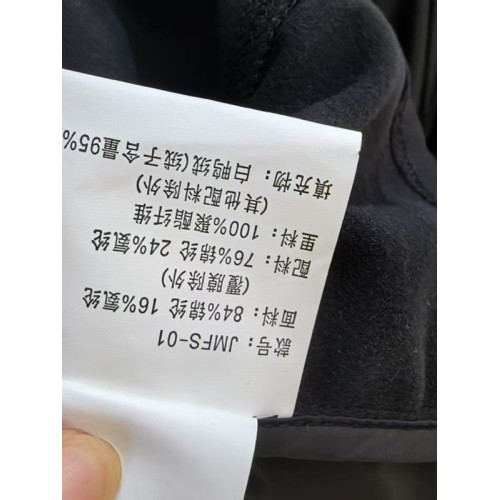 款号：JMFS-01
面料：84%锦纶 16%氨纶
(覆膜除外)
配料：76%锦纶 24%氨纶
里料：100%聚酯纤维
(其他配料除外)
填充物：白鸭绒(绒子含量95%